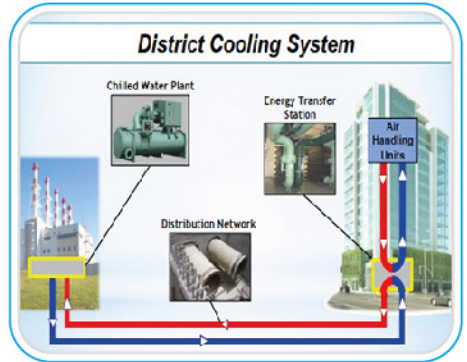 District Cooling System
Chilled Water Plant
Energy Transfer
Station
Air
Handling
Units
Distribution Network